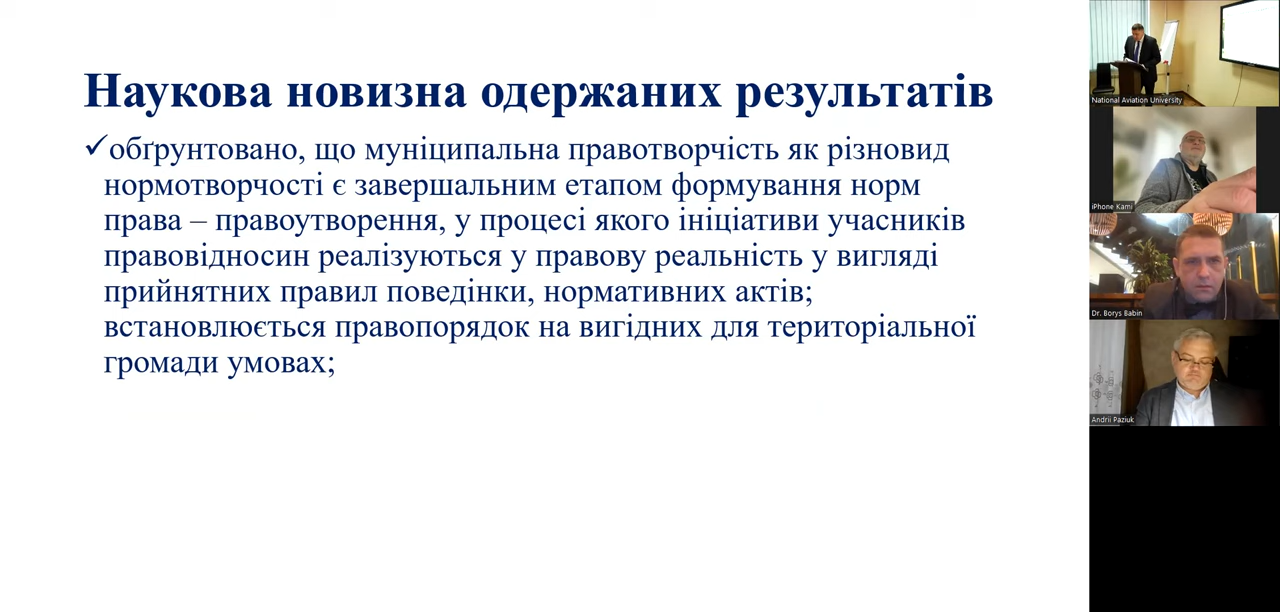 Наукова новизна одержаних результатів
✓обґрунтовано, що муніципальна правотворчість як різновид
нормотворчості є завершальним етапом формування норм
права – правоутворення, у процесі якого ініціативи учасників
правовідносин реалізуються у правову реальність у вигляді
прийнятних правил поведінки, нормативних актів;
встановлюється правопорядок на вигідних для територіальної
громади умовах;
National Aviation University
iPhone Kami
Dr. Borys Babin
Andrii Paziuk